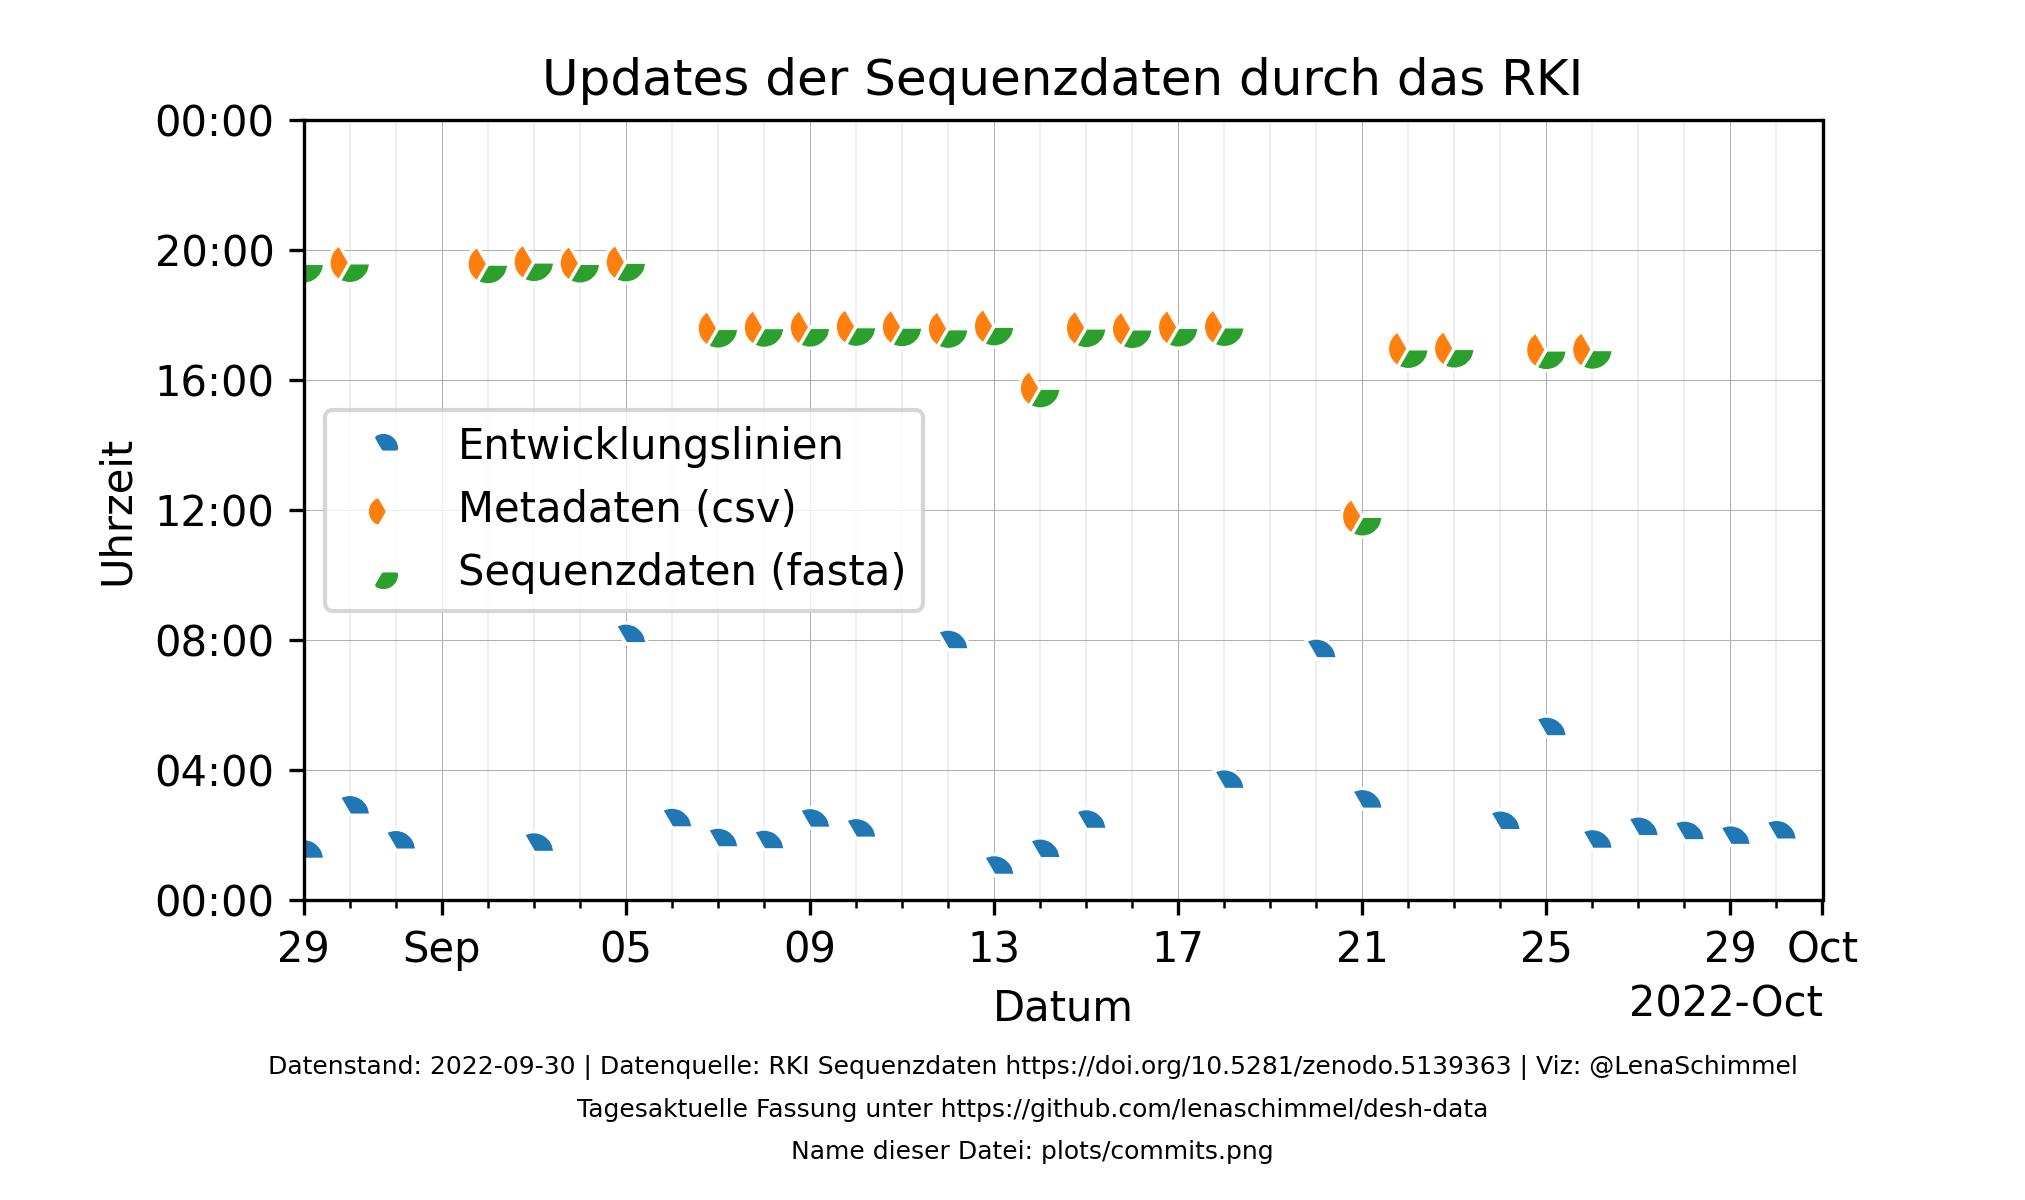 Updates der Sequenzdaten durch das RKI
00:00
20:00
16:00
12:00
08:00
04:00
00:00
Uhrzeit
Entwicklungslinien
Metadaten (csv)
Sequenzdaten (fasta)
29 Sep 05 09 13 17 21 25 29 Oct
Datum
2022-Oct
Datenstand: 2022-09-30 | Datenquelle: RKI Sequenzdaten https://doi.org/10.5281/zenodo.5139363 | Viz: @LenaSchimmel
Tagesaktuelle Fassung unter https://github.com/lenaschimmel/desh-data
Name dieser Datei: plots/commits.png